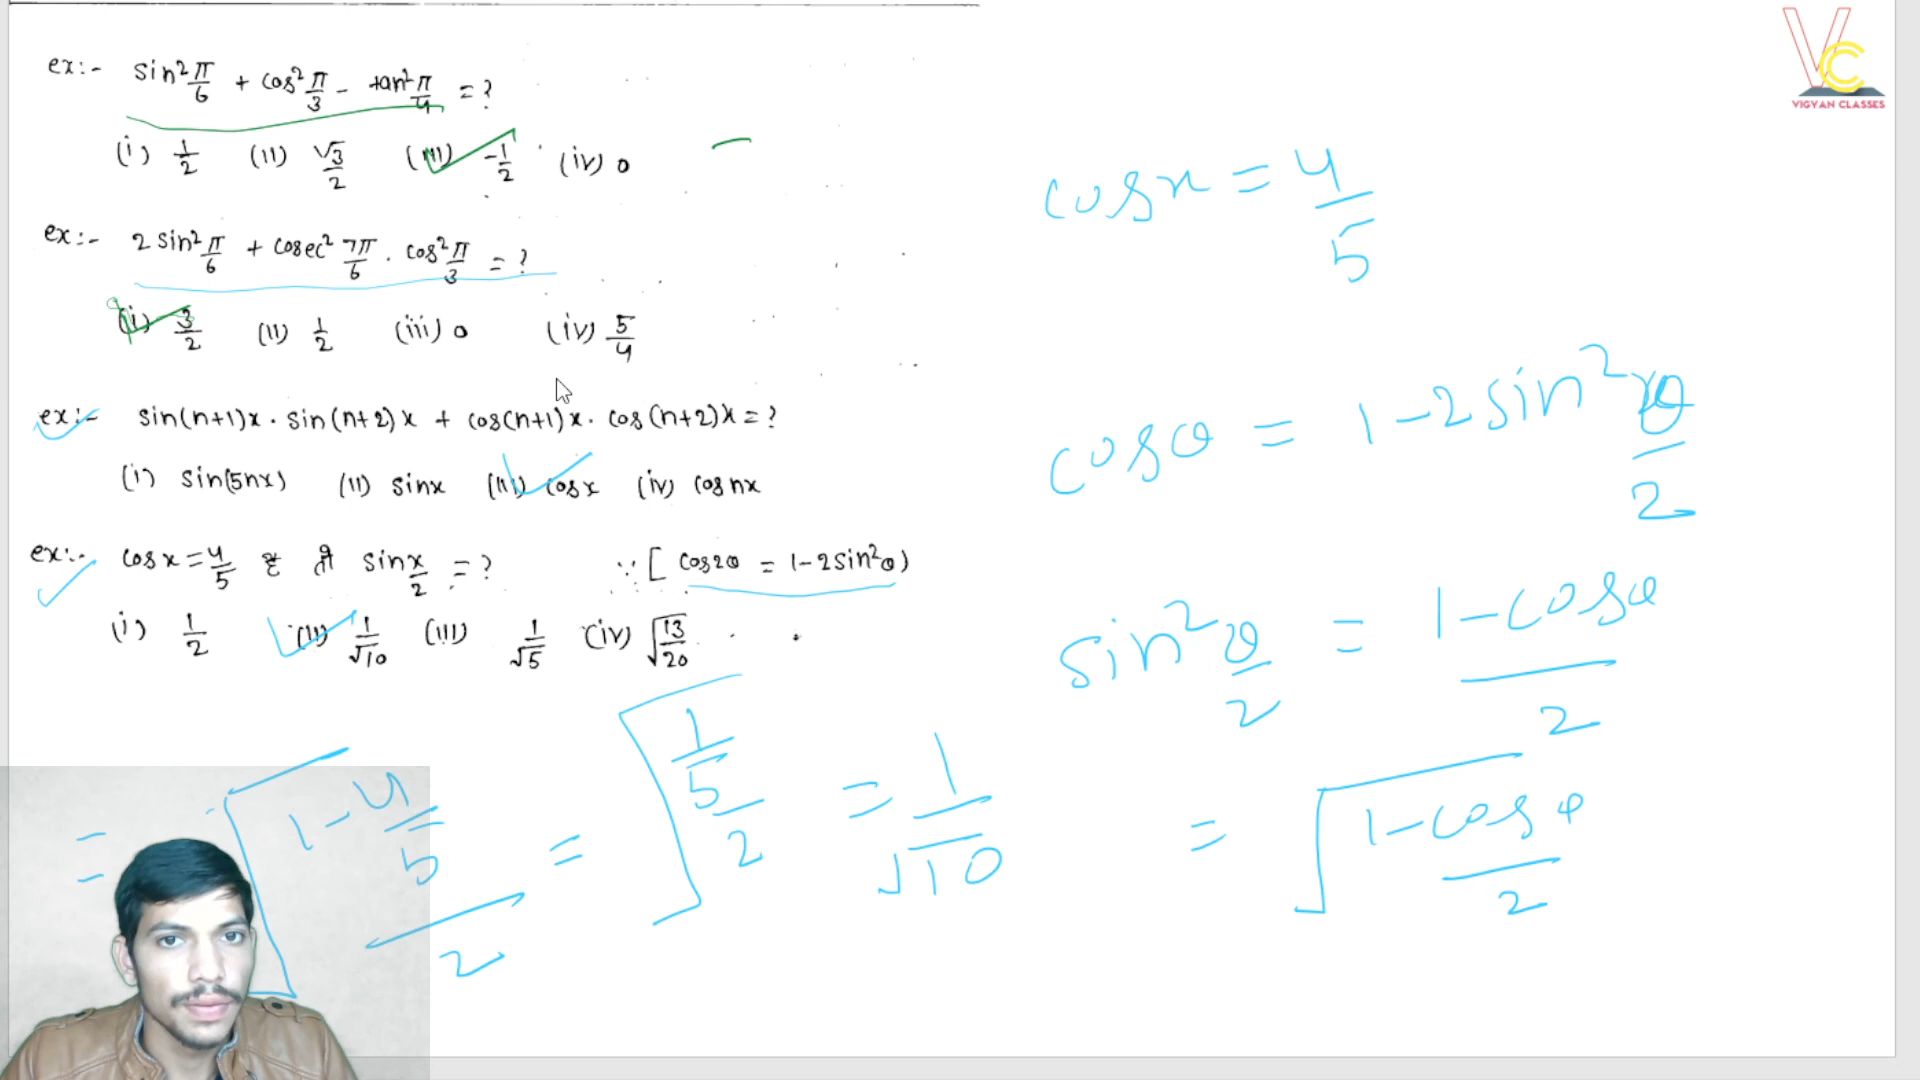 ex:- sin²π/6 + cos²π/3 - tan²π/4 = ?
(i) 1/2 (ii) √3/2 (iii) -1/2 (iv) 0
ex:- 2 sin²π/6 + cosec² 7π/6 . cos²π/3 = ?
(i) 3/2 (ii) 1/2 (iii) 0 (iv) 5/4
ex:- sin(n+1)x . sin(n+2)x + cos(n+1)x . cos(n+2)x = ?
(i) sin(5nx) (ii) sinx (iii) cosx (iv) cosnx
ex:- cosx = 4/5 है तो sin x/2 = ? ∵ [ cos2θ = 1-2sin²θ )
(i) 1/2 (ii) 1/√10 (iii) 1/√5 (iv) √13/20
= √(1-4/5)/2 = √(1/5)/2 = 1/√10
VC
VIGYAN CLASSES
cosx = 4/5
cosθ = 1-2sin²θ/2
sin²θ/2 = 1-cosθ/2
= √1-cosθ/2